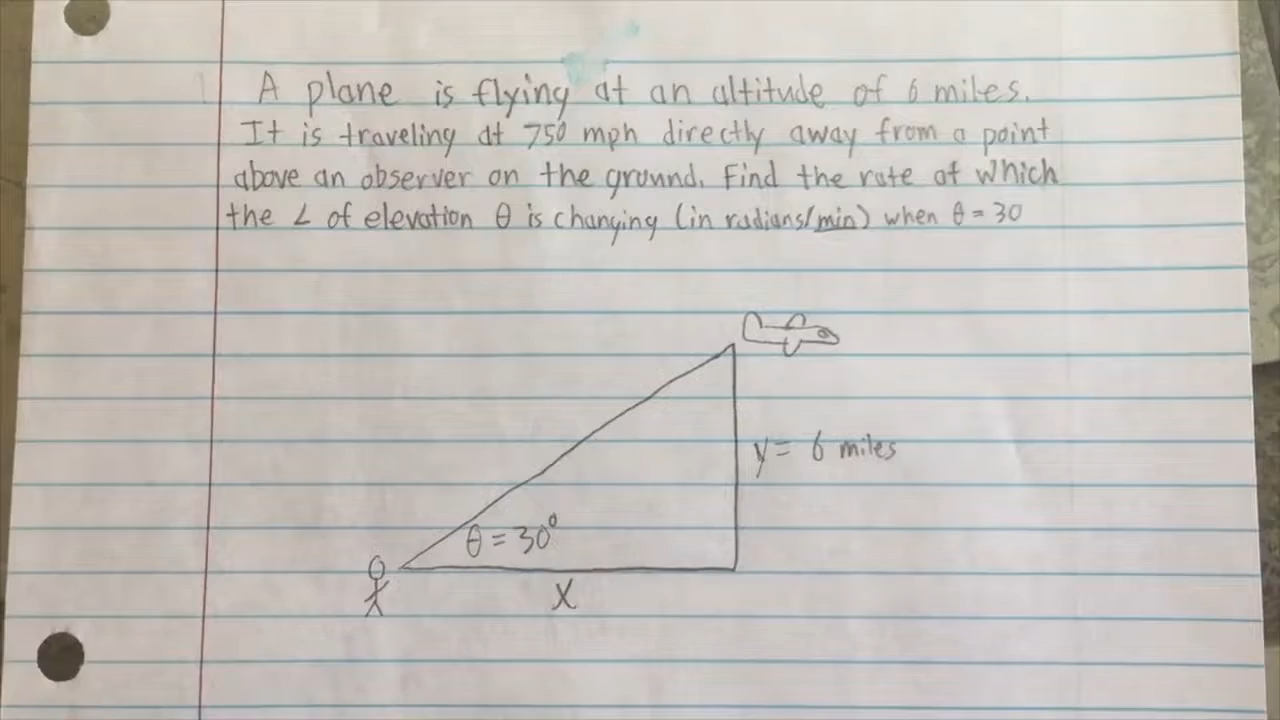 A plane is flying at an altitude of 6 miles.
It is traveling at 750 mph directly away from a point
above an observer on the ground. Find the rate at which
the ∠ of elevation θ is changing (in radians/min) when θ = 30
y = 6 miles
θ = 30°
x